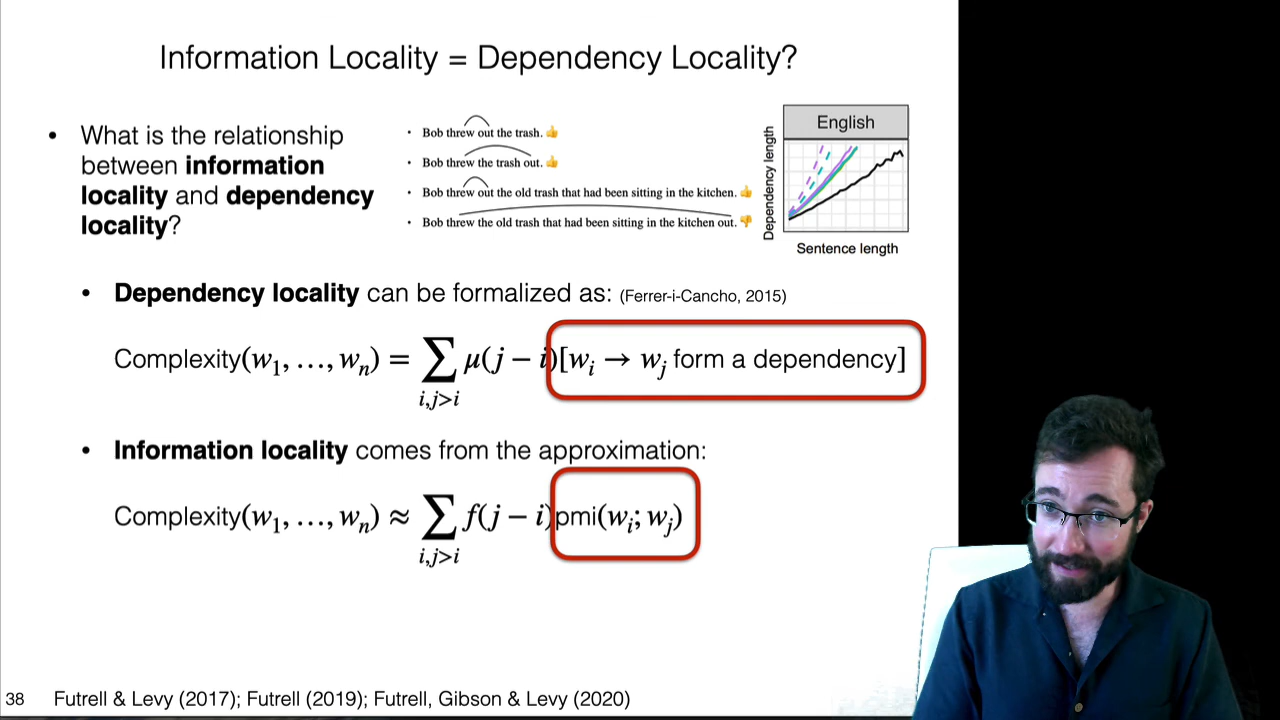 Information Locality = Dependency Locality?
• What is the relationship
between information
locality and dependency
locality?
• Bob threw out the trash. 👍
• Bob threw the trash out. 👍
• Bob threw out the old trash that had been sitting in the kitchen. 👍
• Bob threw the old trash that had been sitting in the kitchen out. 👎
English
Dependency length
Sentence length
• Dependency locality can be formalized as: (Ferrer-i-Cancho, 2015)
Complexity(w₁, …, wₙ) = ∑ μ(j − i)[wᵢ → wⱼ form a dependency]
i,j>i
• Information locality comes from the approximation:
Complexity(w₁, …, wₙ) ≈ ∑ f(j − i)pmi(wᵢ; wⱼ)
i,j>i
38 Futrell & Levy (2017); Futrell (2019); Futrell, Gibson & Levy (2020)